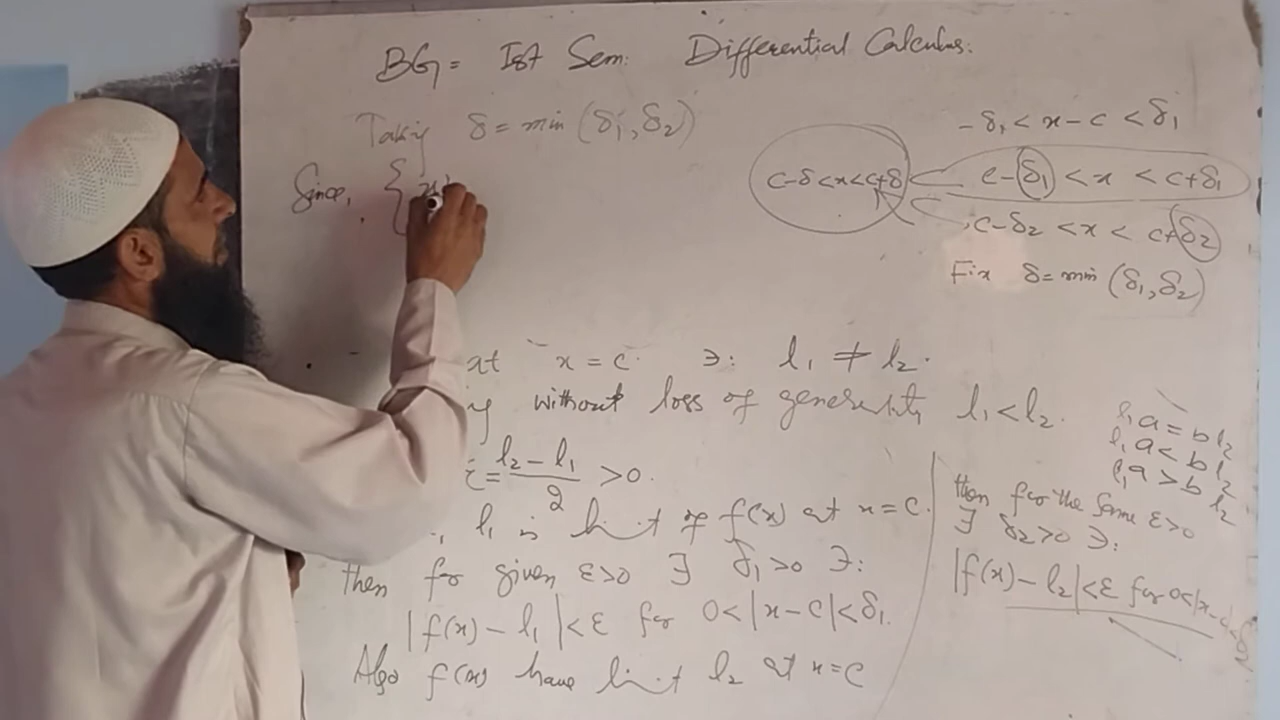 BG = Ist Sem: Differential Calculus:
Taking δ = min (δ₁, δ₂)
Since, { x
-δ₁ < x-c < δ₁
c-δ < x < c+δ
c-δ₁ < x < c+δ₁
c-δ₂ < x < c+δ₂
Fix δ = min (δ₁, δ₂)
at x = c. ∋: l₁ ≠ l₂.
without loss of generality l₁ < l₂.
ε = (l₂ - l₁)/2 > 0.
l₁ is limit of f(x) at x = c.
then for given ε>0 ∃ δ₁>0 ∋:
|f(x) - l₁| < ε for 0 < |x-c| < δ₁.
Also f(x) have limit l₂ at x = c
l₁ a = b l₂
l₁ a < b l₂
l₁ a > b l₂
then for the same ε>0
∃ δ₂>0 ∋:
|f(x) - l₂| < ε for 0<|x-c|<δ₂